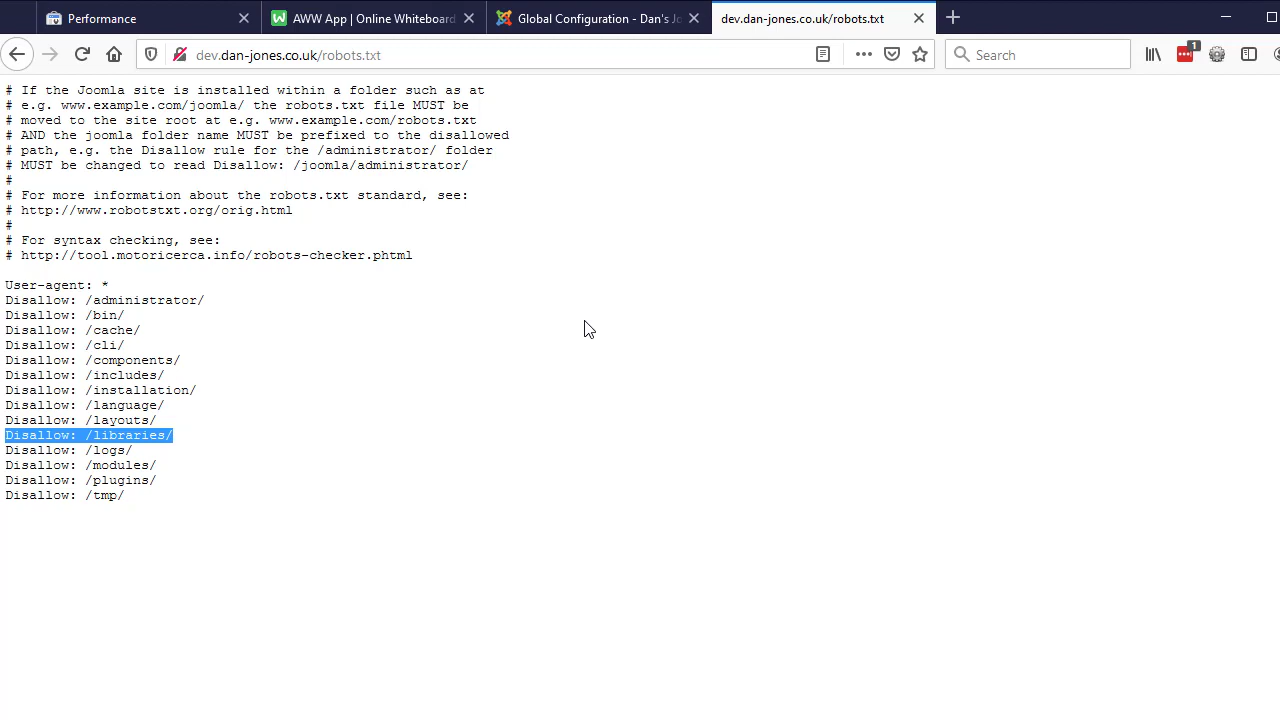 Performance
AWW App | Online Whiteboard
Global Configuration - Dan's Jo
dev.dan-jones.co.uk/robots.txt
dev.dan-jones.co.uk/robots.txt
Search
1
# If the Joomla site is installed within a folder such as at
# e.g. www.example.com/joomla/ the robots.txt file MUST be
# moved to the site root at e.g. www.example.com/robots.txt
# AND the joomla folder name MUST be prefixed to the disallowed
# path, e.g. the Disallow rule for the /administrator/ folder
# MUST be changed to read Disallow: /joomla/administrator/
#
# For more information about the robots.txt standard, see:
# http://www.robotstxt.org/orig.html
#
# For syntax checking, see:
# http://tool.motoricerca.info/robots-checker.phtml
User-agent: *
Disallow: /administrator/
Disallow: /bin/
Disallow: /cache/
Disallow: /cli/
Disallow: /components/
Disallow: /includes/
Disallow: /installation/
Disallow: /language/
Disallow: /layouts/
Disallow: /libraries/
Disallow: /logs/
Disallow: /modules/
Disallow: /plugins/
Disallow: /tmp/